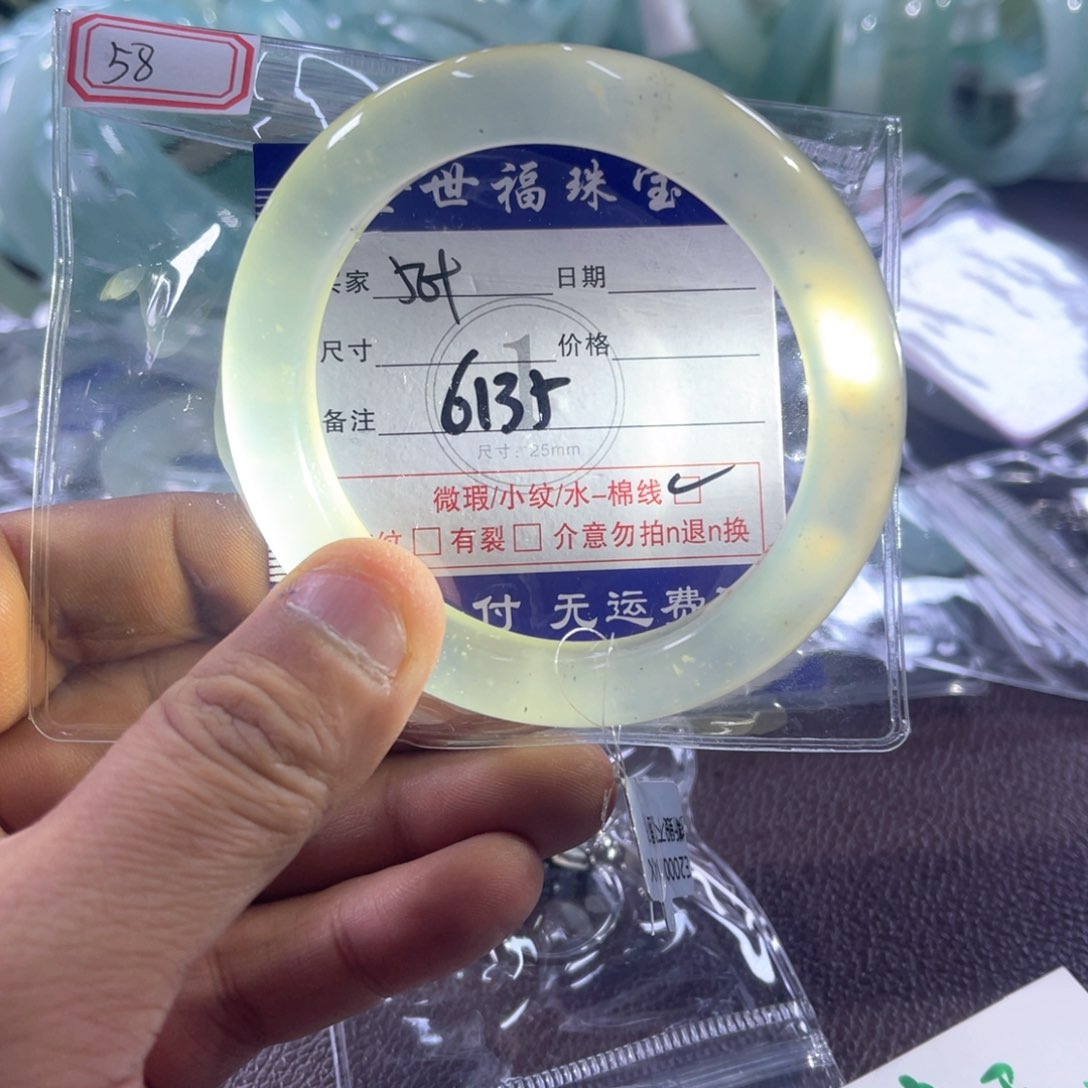 58
世福珠宝
家 日期
尺寸 价格
备注 6135
尺寸: 25mm
微瑕/小纹/水-棉线
纹 有裂 介意勿拍n退n换
付 无运费
E2000